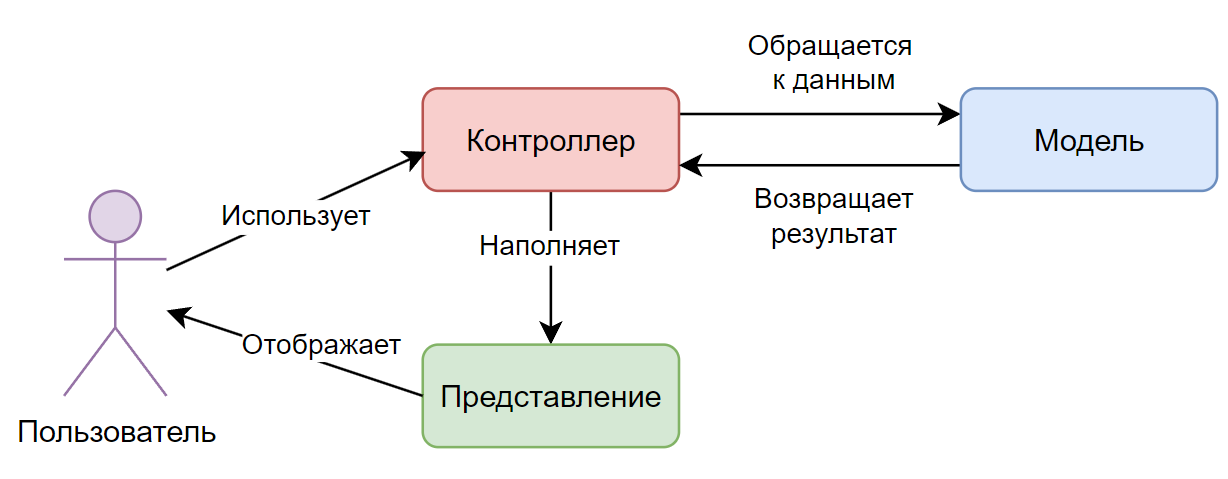 Обращается
к данным
Контроллер
Модель
Использует
Возвращает
результат
Наполняет
Отображает
Представление
Пользователь